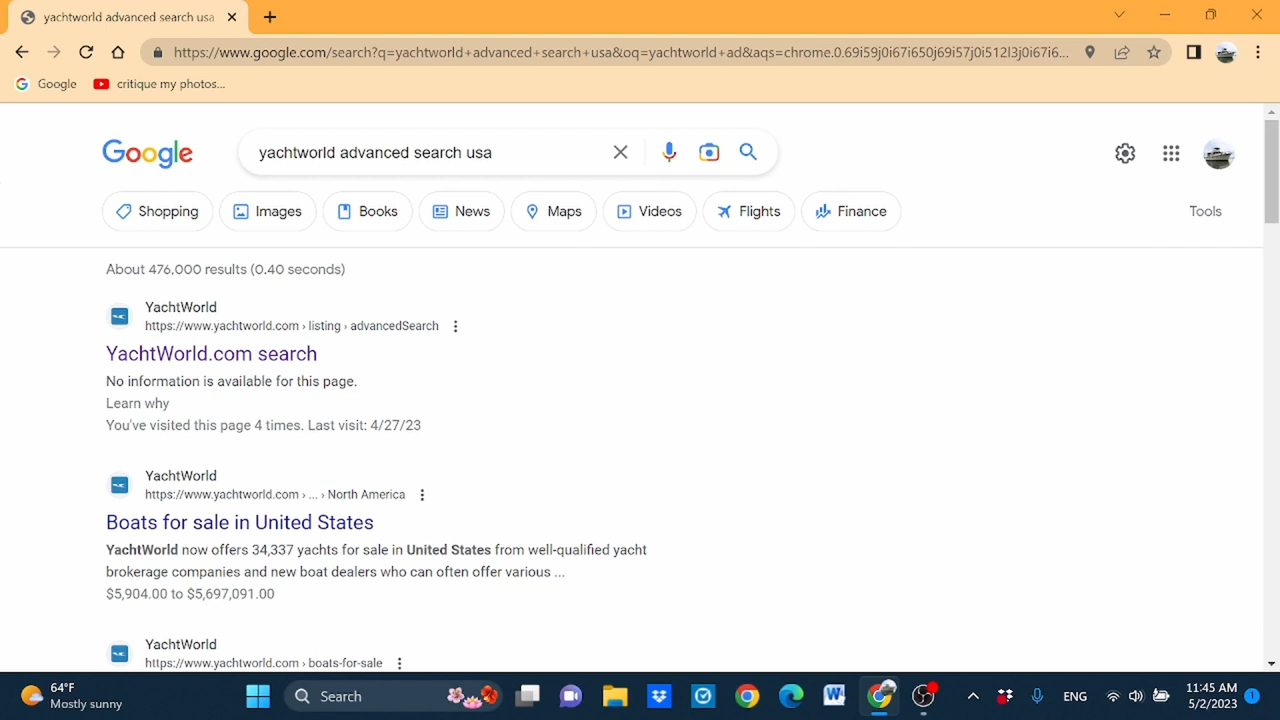 yachtworld advanced search usa
https://www.google.com/search?q=yachtworld+advanced+search+usa&oq=yachtworld+ad&aqs=chrome.0.69i59j0i67i650j69i57j0i512l3j0i67i6...
Google
critique my photos...
Google
yachtworld advanced search usa
Shopping
Images
Books
News
Maps
Videos
Flights
Finance
Tools
About 476,000 results (0.40 seconds)
YachtWorld
https://www.yachtworld.com › listing › advancedSearch
YachtWorld.com search
No information is available for this page.
Learn why
You've visited this page 4 times. Last visit: 4/27/23
YachtWorld
https://www.yachtworld.com › ... › North America
Boats for sale in United States
YachtWorld now offers 34,337 yachts for sale in United States from well-qualified yacht
brokerage companies and new boat dealers who can often offer various ...
$5,904.00 to $5,697,091.00
YachtWorld
https://www.yachtworld.com › boats-for-sale
64°F
Mostly sunny
Search
ENG
11:45 AM
5/2/2023
1